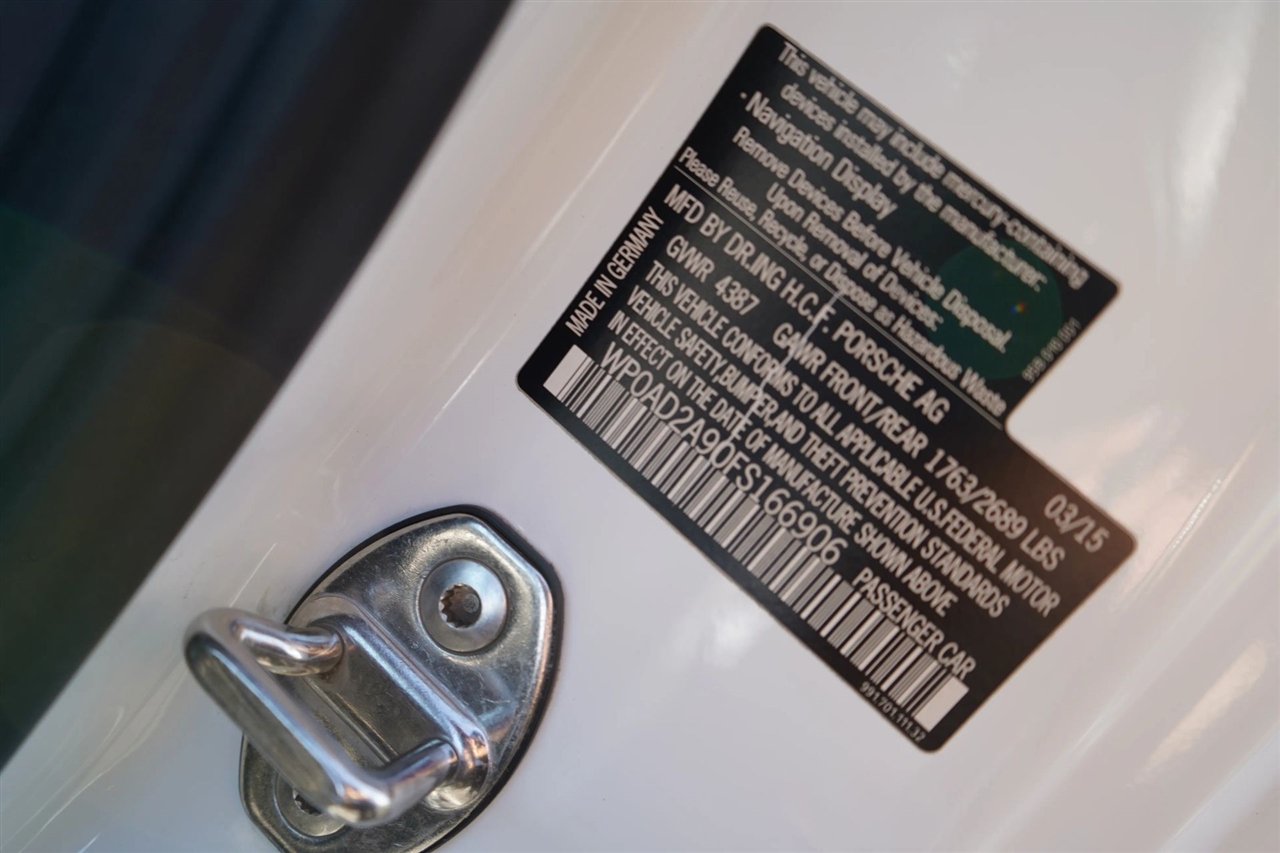 This vehicle may include mercury-containing
devices installed by the manufacturer:
- Navigation Display
Remove Devices Before Vehicle Disposal.
Upon Removal of Devices:
Please Reuse, Recycle, or Dispose as Hazardous Waste
MFD BY DR.ING H.C. F. PORSCHE AG 03/15
MADE IN GERMANY
GVWR 4387 GAWR FRONT/REAR 1763/2689 LBS
THIS VEHICLE CONFORMS TO ALL APPLICABLE U.S.FEDERAL MOTOR
VEHICLE SAFETY,BUMPER,AND THEFT PREVENTION STANDARDS
IN EFFECT ON THE DATE OF MANUFACTURE SHOWN ABOVE
WP0AD2A90FS166906 PASSENGER CAR
991.701.111.37